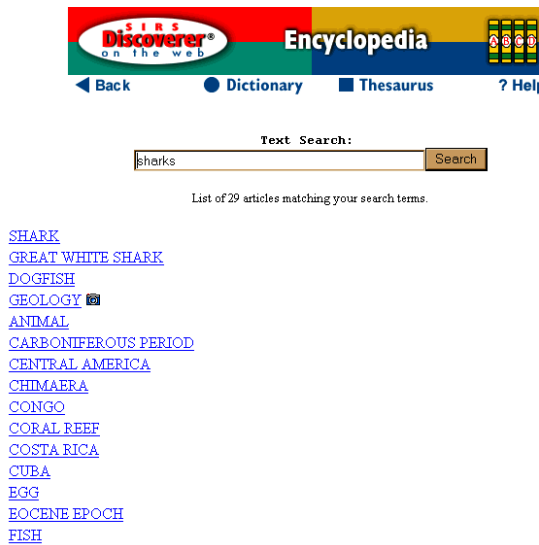 SIRS
Discoverer®
on the web
Encyclopedia
A B C D
Back Dictionary Thesaurus ? Help
Text Search:
sharks Search
List of 29 articles matching your search terms.
SHARK
GREAT WHITE SHARK
DOGFISH
GEOLOGY
ANIMAL
CARBONIFEROUS PERIOD
CENTRAL AMERICA
CHIMAERA
CONGO
CORAL REEF
COSTA RICA
CUBA
EGG
EOCENE EPOCH
FISH